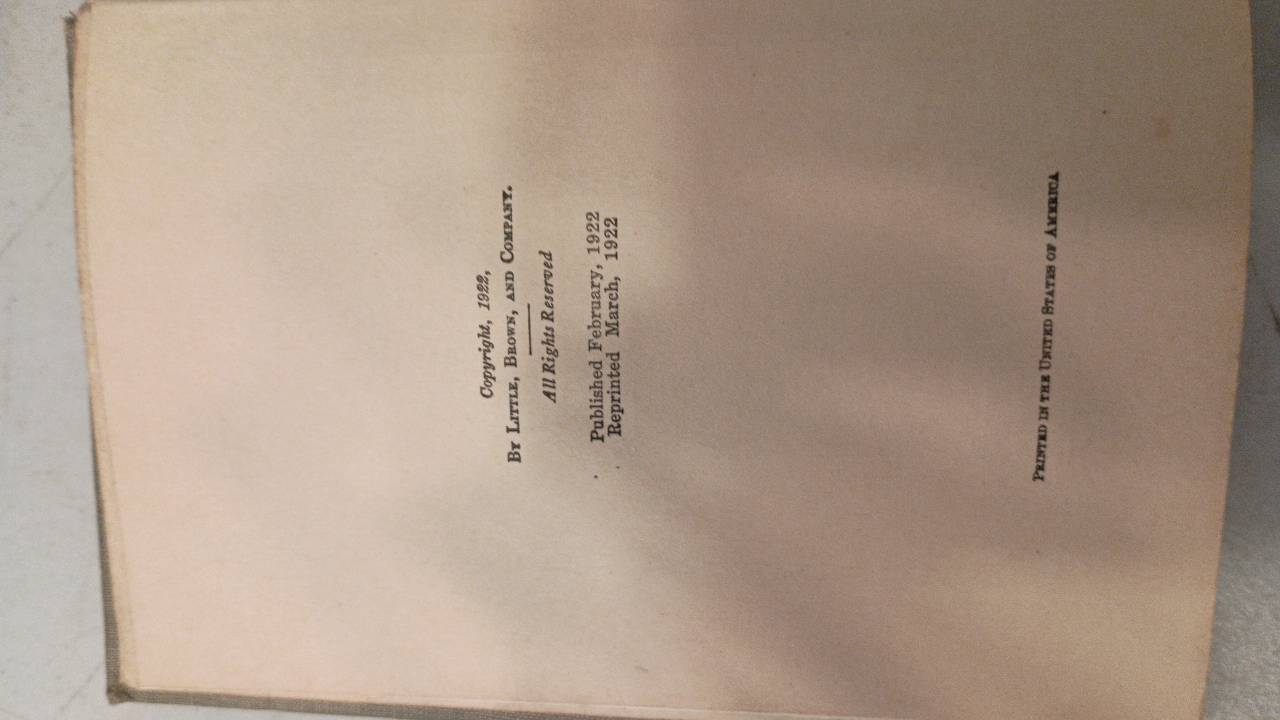 Copyright, 1922,
By Little, Brown, and Company.
All Rights Reserved
Published February, 1922
Reprinted March, 1922
Printed in the United States of America